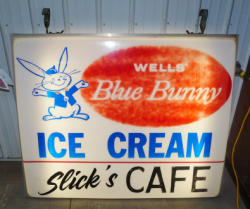 WELLS'
Blue Bunny
ICE CREAM
Slick's CAFE